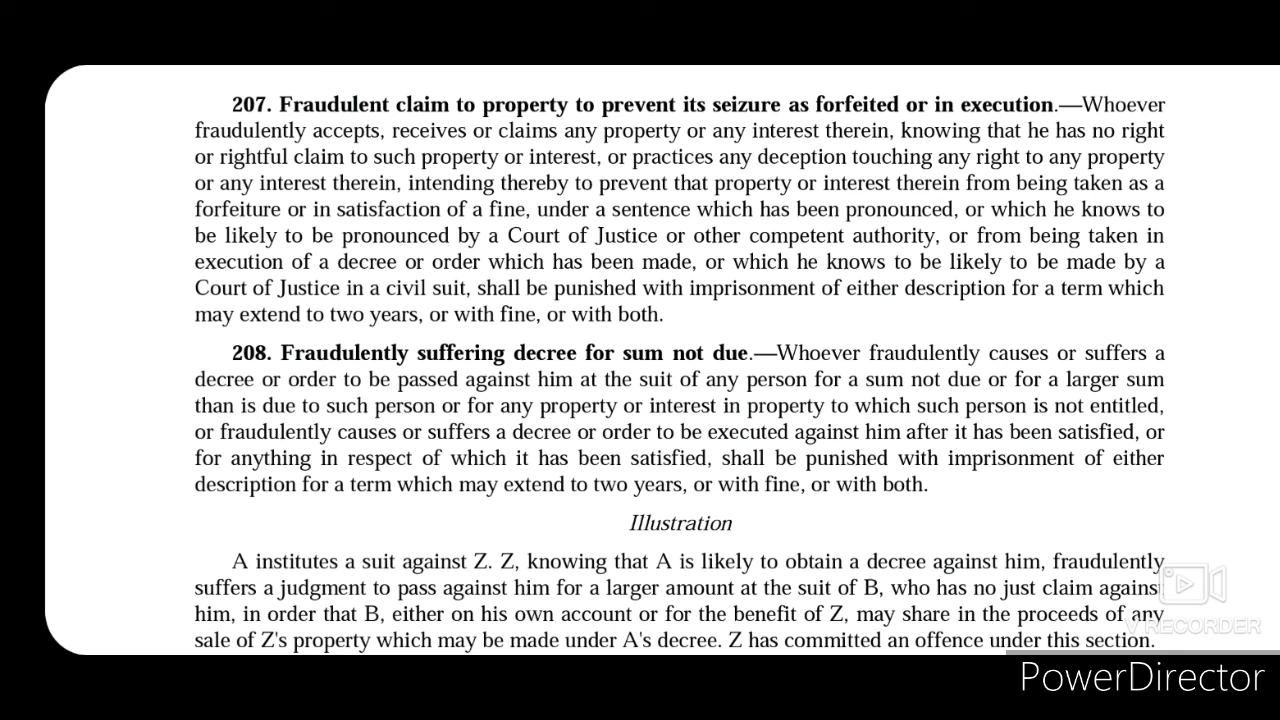 207. Fraudulent claim to property to prevent its seizure as forfeited or in execution.—Whoever
fraudulently accepts, receives or claims any property or any interest therein, knowing that he has no right
or rightful claim to such property or interest, or practices any deception touching any right to any property
or any interest therein, intending thereby to prevent that property or interest therein from being taken as a
forfeiture or in satisfaction of a fine, under a sentence which has been pronounced, or which he knows to
be likely to be pronounced by a Court of Justice or other competent authority, or from being taken in
execution of a decree or order which has been made, or which he knows to be likely to be made by a
Court of Justice in a civil suit, shall be punished with imprisonment of either description for a term which
may extend to two years, or with fine, or with both.
208. Fraudulently suffering decree for sum not due.—Whoever fraudulently causes or suffers a
decree or order to be passed against him at the suit of any person for a sum not due or for a larger sum
than is due to such person or for any property or interest in property to which such person is not entitled,
or fraudulently causes or suffers a decree or order to be executed against him after it has been satisfied, or
for anything in respect of which it has been satisfied, shall be punished with imprisonment of either
description for a term which may extend to two years, or with fine, or with both.
Illustration
A institutes a suit against Z. Z, knowing that A is likely to obtain a decree against him, fraudulently
suffers a judgment to pass against him for a larger amount at the suit of B, who has no just claim against
him, in order that B, either on his own account or for the benefit of Z, may share in the proceeds of any
sale of Z's property which may be made under A's decree. Z has committed an offence under this section.
V RECORDER
PowerDirector